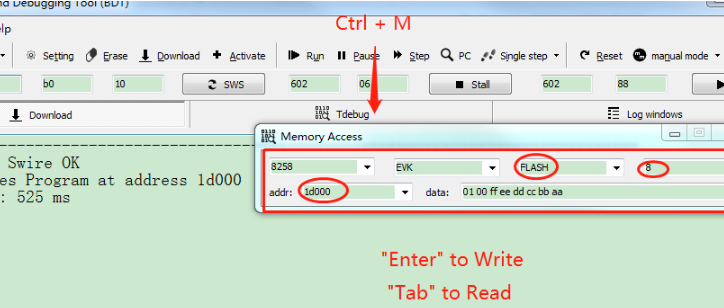 nd Debugging Tool (BDT)
Ctrl + M
elp
Setting Erase Download Activate Run Pause Step PC Single step Reset manual mode
b0 10 SWS 602 06 Stall 602 88
Download Tdebug Log windows
Memory Access
Swire OK
es Program at address 1d000
: 525 ms
8258 EVK FLASH 8
addr: 1d000 data: 01 00 ff ee dd cc bb aa
"Enter" to Write
"Tab" to Read